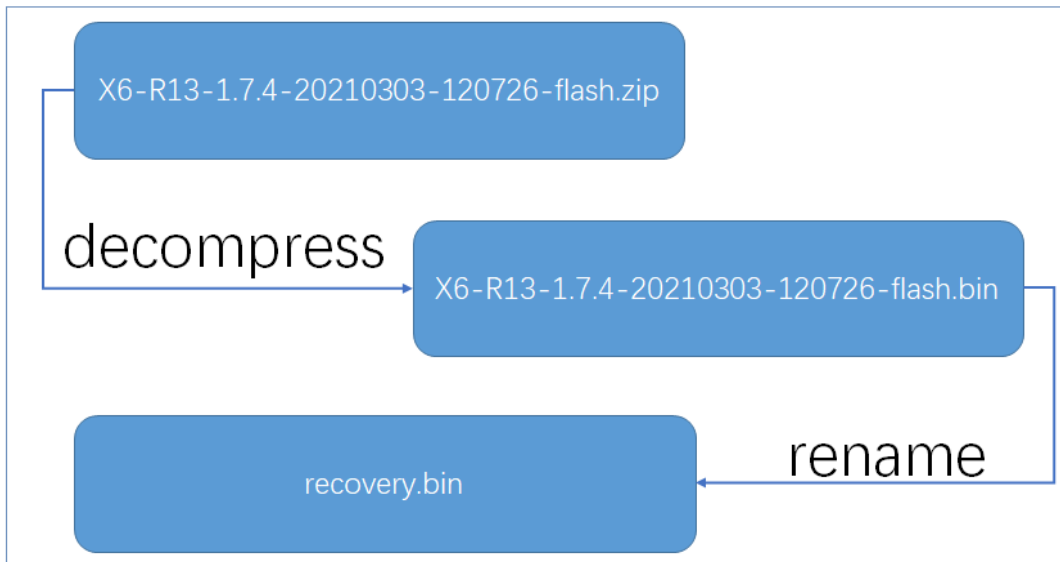 X6-R13-1.7.4-20210303-120726-flash.zip
decompress
X6-R13-1.7.4-20210303-120726-flash.bin
rename
recovery.bin